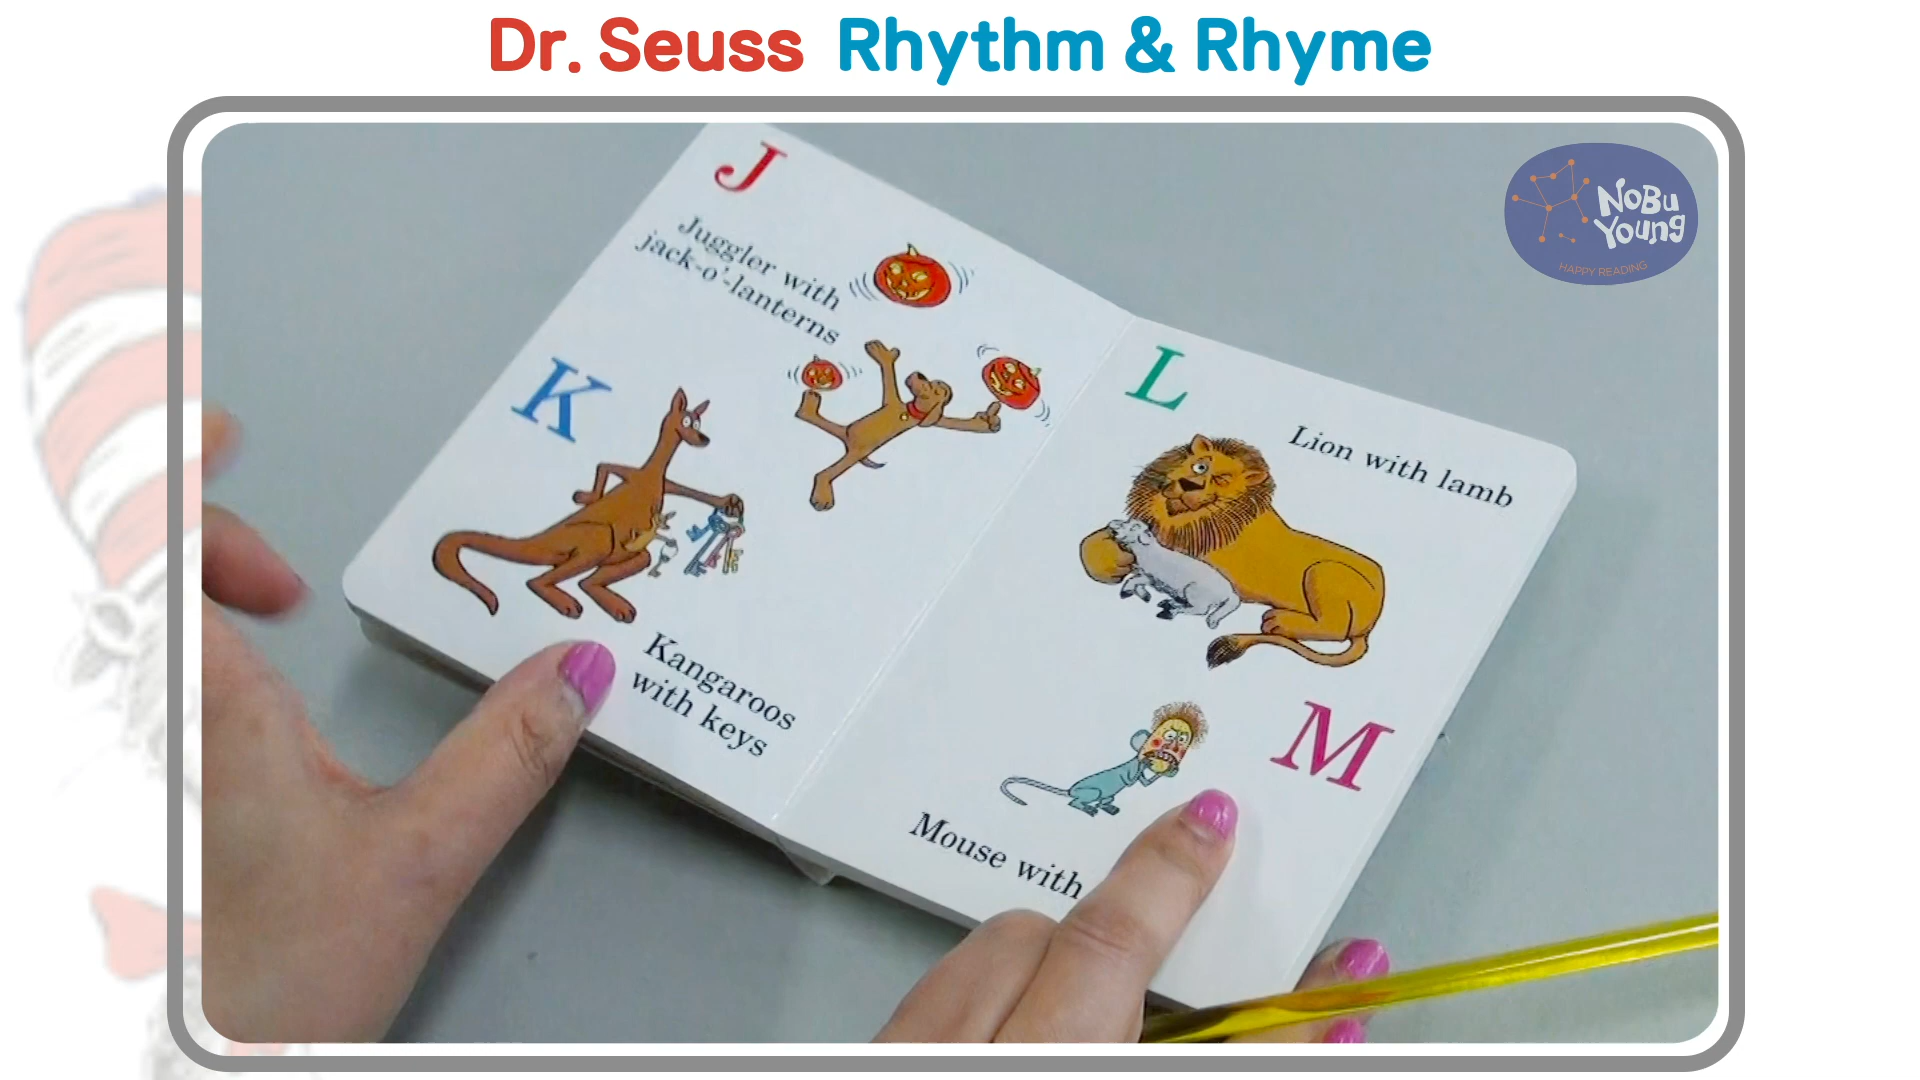 Dr. Seuss Rhythm & Rhyme
NoBu
Young
HAPPY READING
J
Juggler with
jack-o'-lanterns
K
Kangaroos
with keys
L
Lion with lamb
M
Mouse with